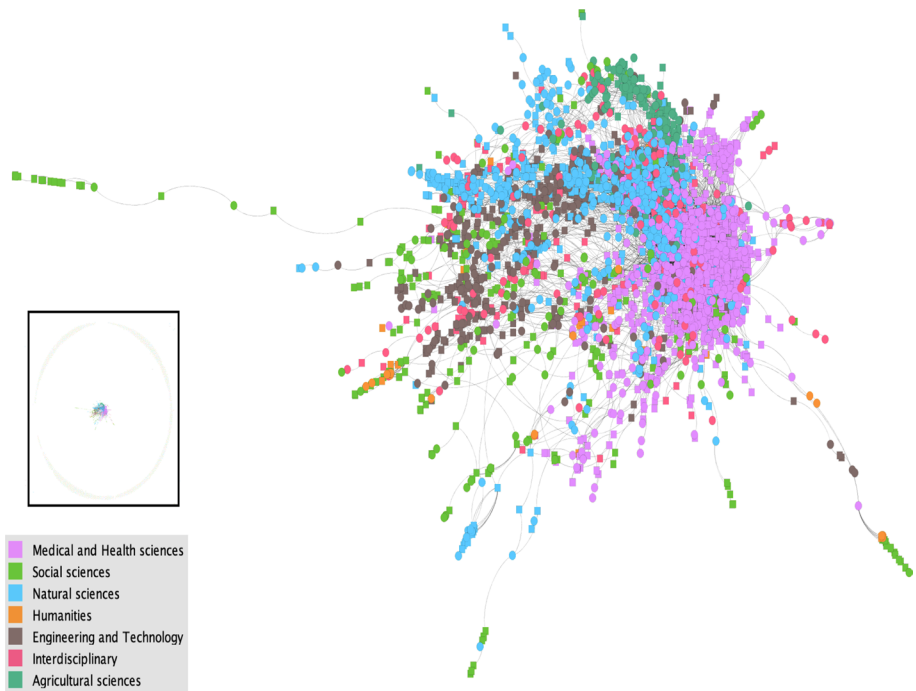 Medical and Health sciences
Social sciences
Natural sciences
Humanities
Engineering and Technology
Interdisciplinary
Agricultural sciences